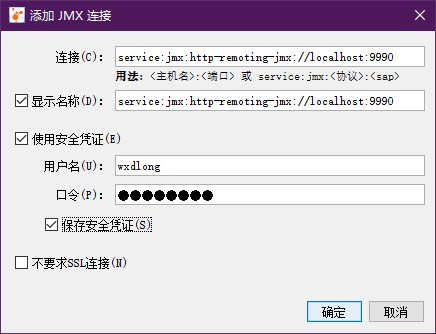 添加 JMX 连接
连接(C): service:jmx:http-remoting-jmx://localhost:9990
用法: <主机名>:<端口> 或 service:jmx:<协议>:<sap>
显示名称(D): service:jmx:http-remoting-jmx://localhost:9990
使用安全凭证(E)
用户名(U): wxdlong
口令(P): ●●●●●●●●
保存安全凭证(S)
不要求SSL连接(N)
确定 取消